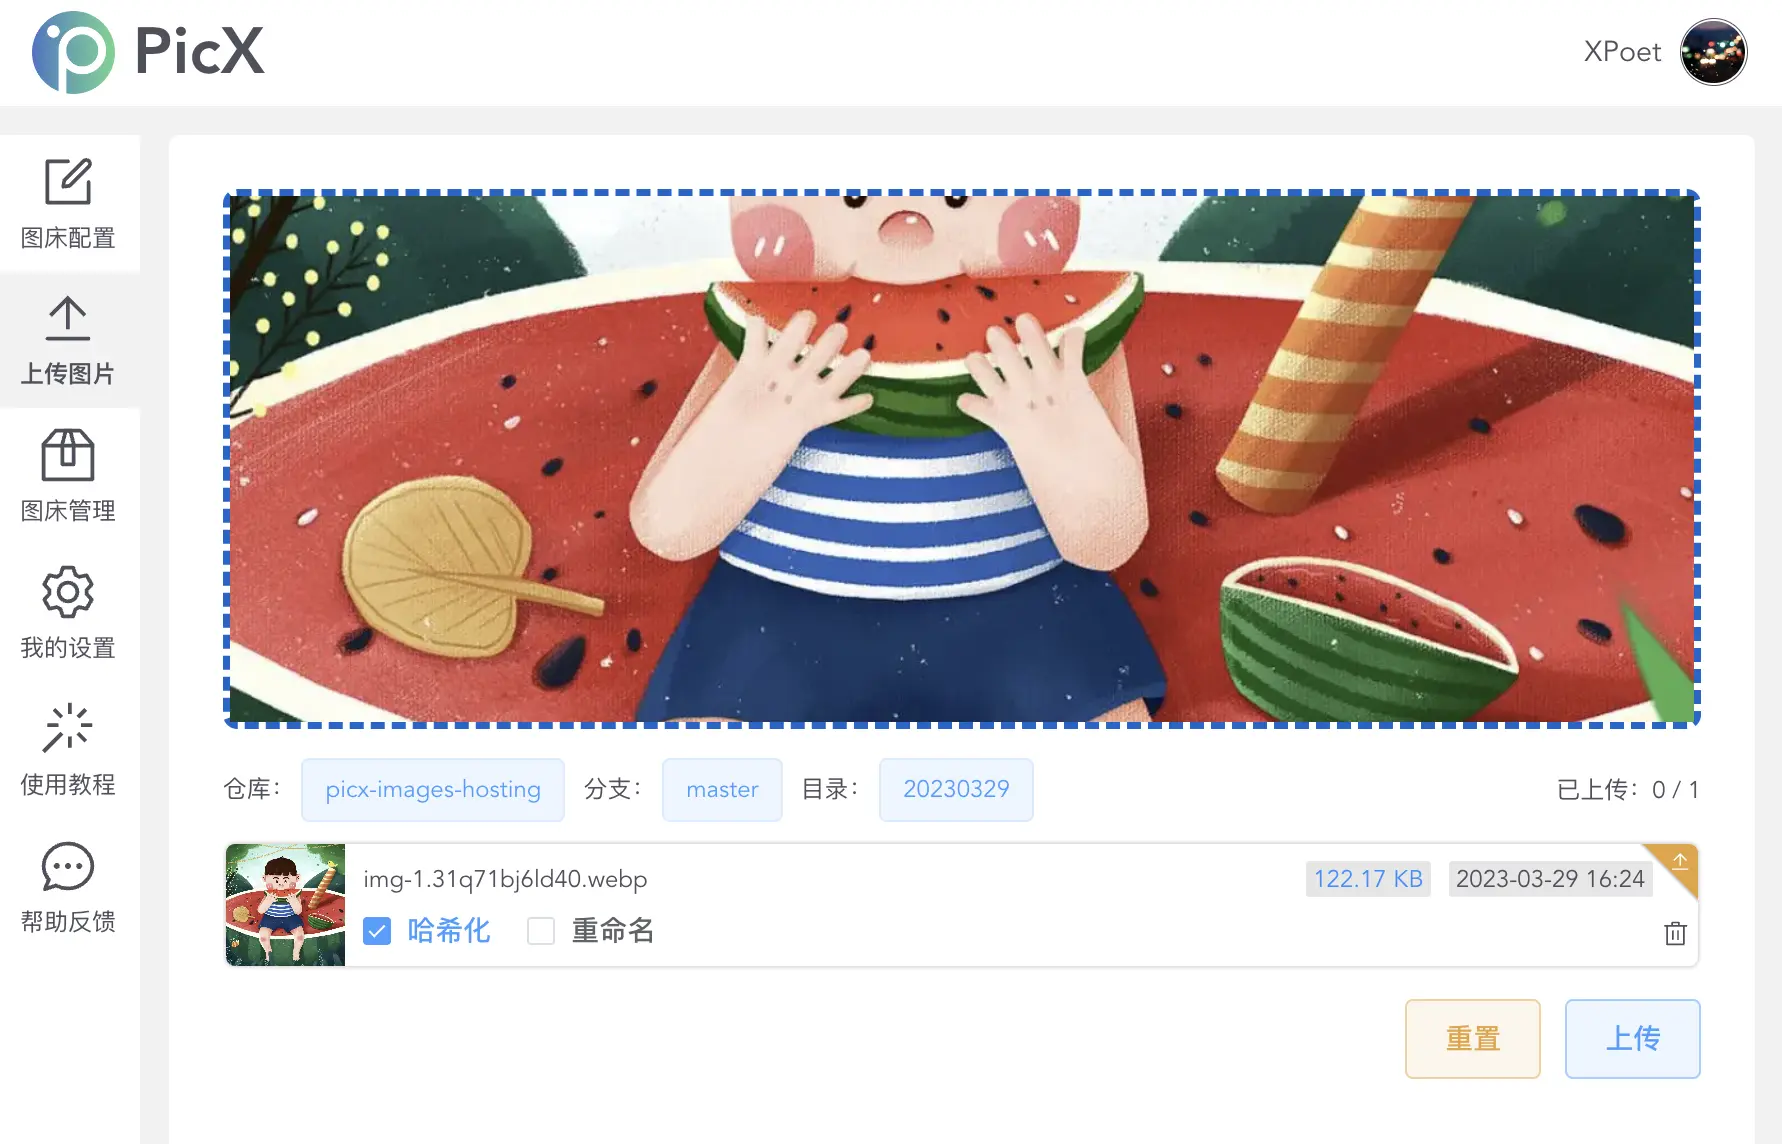 PicX
XPoet
图床配置
上传图片
图床管理
我的设置
使用教程
帮助反馈
仓库： picx-images-hosting 分支： master 目录： 20230329 已上传：0 / 1
img-1.31q71bj6ld40.webp 122.17 KB 2023-03-29 16:24
哈希化 重命名
重置 上传